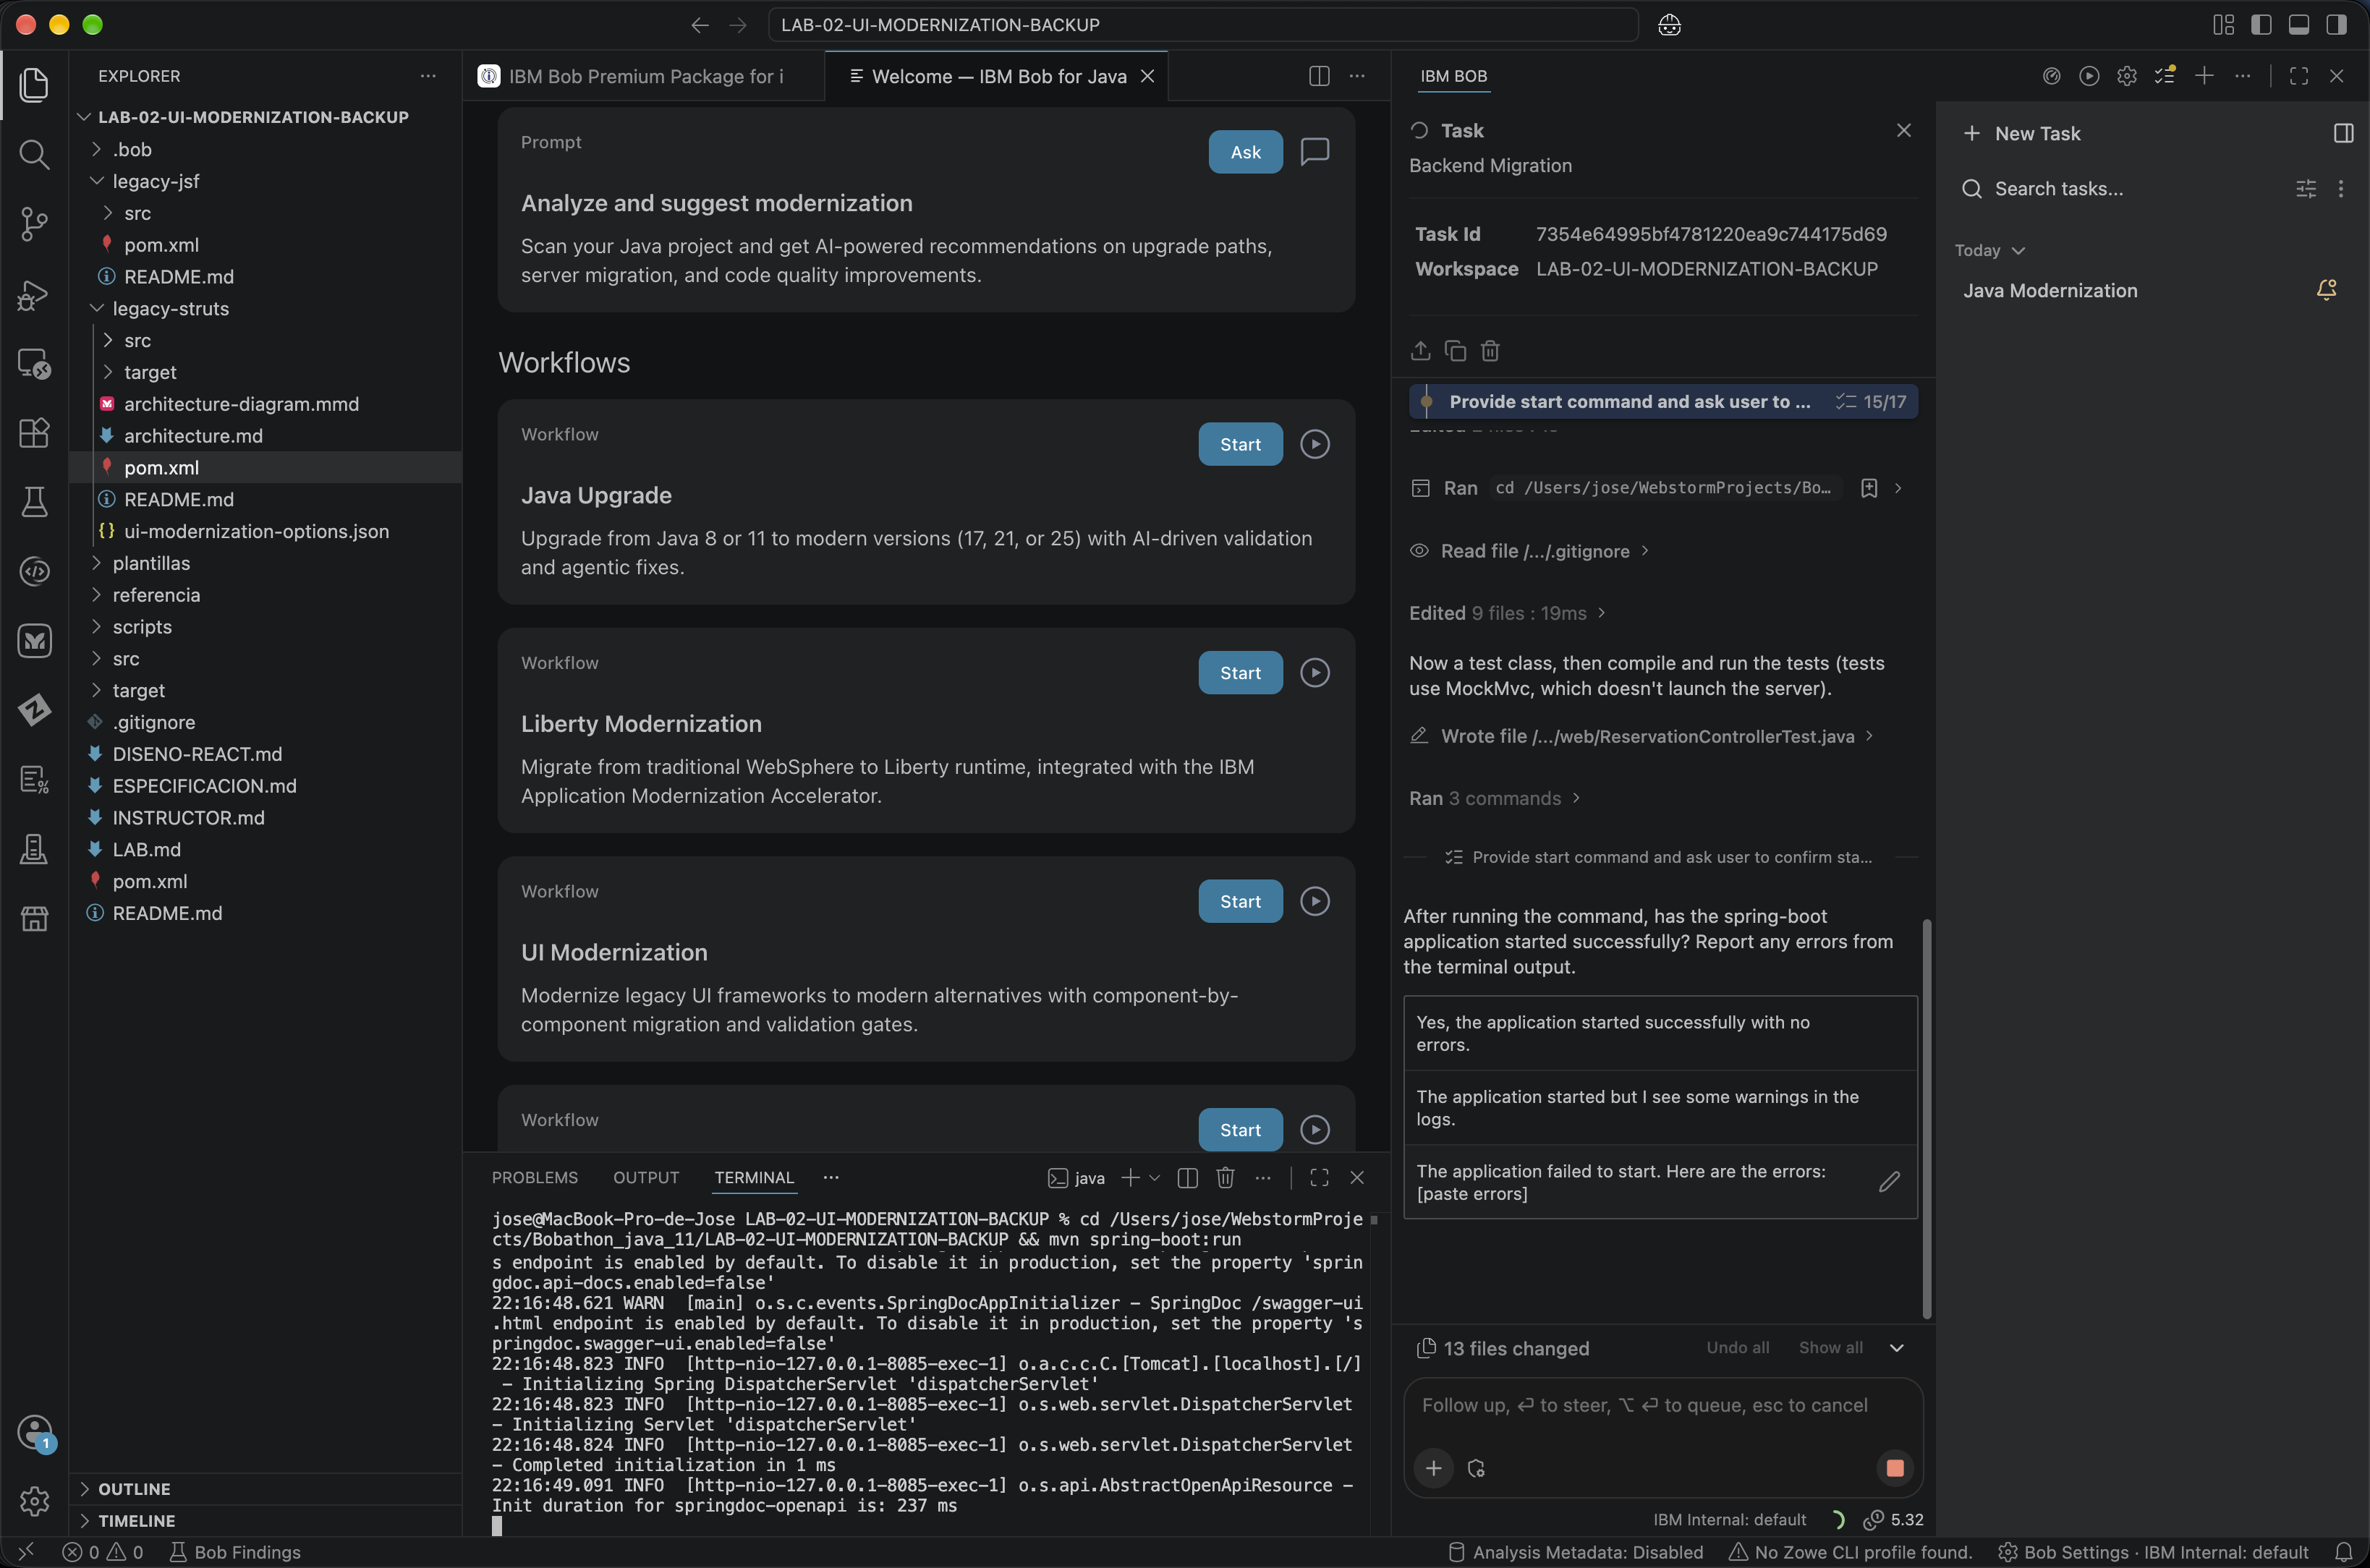 LAB-02-UI-MODERNIZATION-BACKUP
EXPLORER
LAB-02-UI-MODERNIZATION-BACKUP
.bob
legacy-jsf
src
pom.xml
README.md
legacy-struts
src
target
architecture-diagram.mmd
architecture.md
pom.xml
README.md
ui-modernization-options.json
plantillas
referencia
scripts
src
target
.gitignore
DISENO-REACT.md
ESPECIFICACION.md
INSTRUCTOR.md
LAB.md
pom.xml
README.md
OUTLINE
TIMELINE
1
IBM Bob Premium Package for i
Welcome — IBM Bob for Java
Prompt
Ask
Analyze and suggest modernization
Scan your Java project and get AI-powered recommendations on upgrade paths,
server migration, and code quality improvements.
Workflows
Workflow
Start
Java Upgrade
Upgrade from Java 8 or 11 to modern versions (17, 21, or 25) with AI-driven validation
and agentic fixes.
Workflow
Start
Liberty Modernization
Migrate from traditional WebSphere to Liberty runtime, integrated with the IBM
Application Modernization Accelerator.
Workflow
Start
UI Modernization
Modernize legacy UI frameworks to modern alternatives with component-by-
component migration and validation gates.
Workflow
Start
PROBLEMS OUTPUT TERMINAL ··· java
jose@MacBook-Pro-de-Jose LAB-02-UI-MODERNIZATION-BACKUP % cd /Users/jose/WebstormProje
cts/Bobathon_java_11/LAB-02-UI-MODERNIZATION-BACKUP && mvn spring-boot:run
s endpoint is enabled by default. To disable it in production, set the property 'sprin
gdoc.api-docs.enabled=false'
22:16:48.621 WARN  [main] o.s.c.events.SpringDocAppInitializer - SpringDoc /swagger-ui
.html endpoint is enabled by default. To disable it in production, set the property 's
pringdoc.swagger-ui.enabled=false'
22:16:48.823 INFO  [http-nio-127.0.0.1-8085-exec-1] o.a.c.c.C.[Tomcat].[localhost].[/]
 - Initializing Spring DispatcherServlet 'dispatcherServlet'
22:16:48.823 INFO  [http-nio-127.0.0.1-8085-exec-1] o.s.web.servlet.DispatcherServlet
- Initializing Servlet 'dispatcherServlet'
22:16:48.824 INFO  [http-nio-127.0.0.1-8085-exec-1] o.s.web.servlet.DispatcherServlet
- Completed initialization in 1 ms
22:16:49.091 INFO  [http-nio-127.0.0.1-8085-exec-1] o.s.api.AbstractOpenApiResource -
Init duration for springdoc-openapi is: 237 ms
IBM BOB
Task
Backend Migration
Task Id 7354e64995bf4781220ea9c744175d69
Workspace LAB-02-UI-MODERNIZATION-BACKUP
Provide start command and ask user to ... 15/17
Ran cd /Users/jose/WebstormProjects/Bo…
Read file /.../.gitignore
Edited 9 files : 19ms
Now a test class, then compile and run the tests (tests
use MockMvc, which doesn't launch the server).
Wrote file /.../web/ReservationControllerTest.java
Ran 3 commands
Provide start command and ask user to confirm sta...
After running the command, has the spring-boot
application started successfully? Report any errors from
the terminal output.
Yes, the application started successfully with no
errors.
The application started but I see some warnings in the
logs.
The application failed to start. Here are the errors:
[paste errors]
13 files changed Undo all Show all
Follow up, ⏎ to steer, ⌥ ⏎ to queue, esc to cancel
IBM Internal: default 5.32
New Task
Search tasks...
Today
Java Modernization
0 0 Bob Findings
Analysis Metadata: Disabled No Zowe CLI profile found. Bob Settings · IBM Internal: default